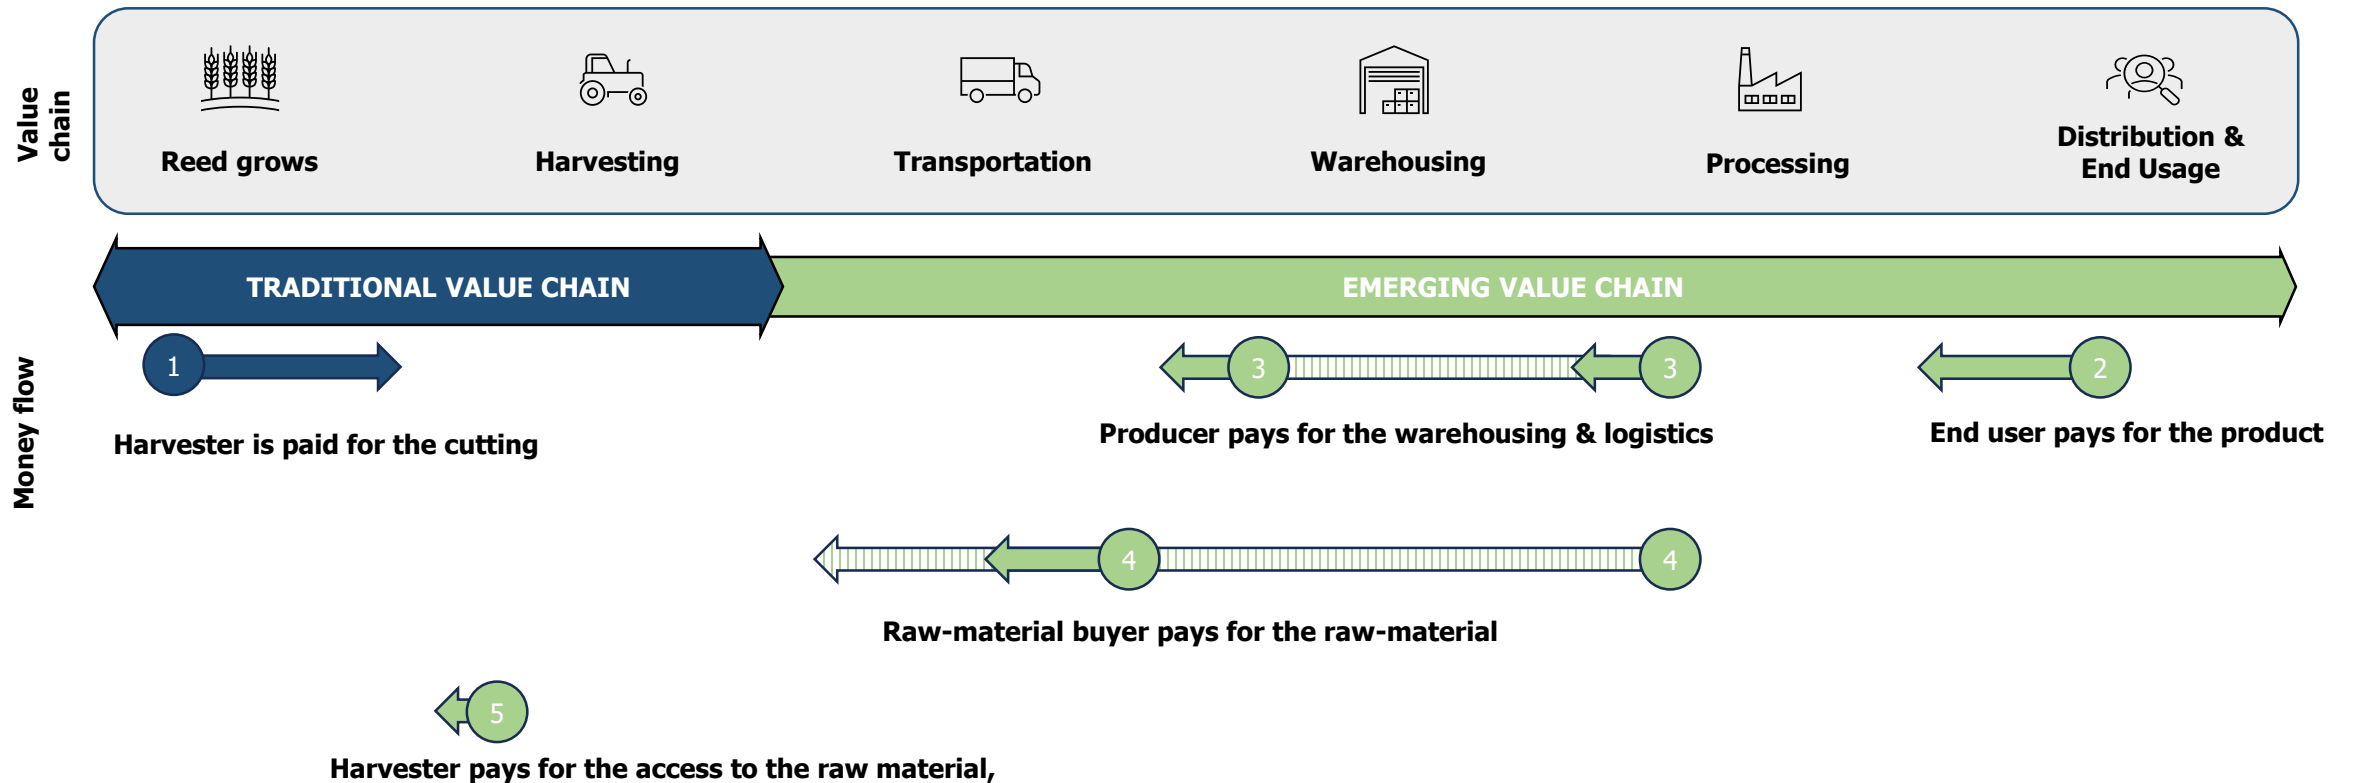 Value
chain
Reed grows
Harvesting
Transportation
Warehousing
Processing
Distribution &
End Usage
TRADITIONAL VALUE CHAIN
EMERGING VALUE CHAIN
Money flow
1
3
3
2
Harvester is paid for the cutting
Producer pays for the warehousing & logistics
End user pays for the product
4
4
Raw-material buyer pays for the raw-material
5
Harvester pays for the access to the raw material,